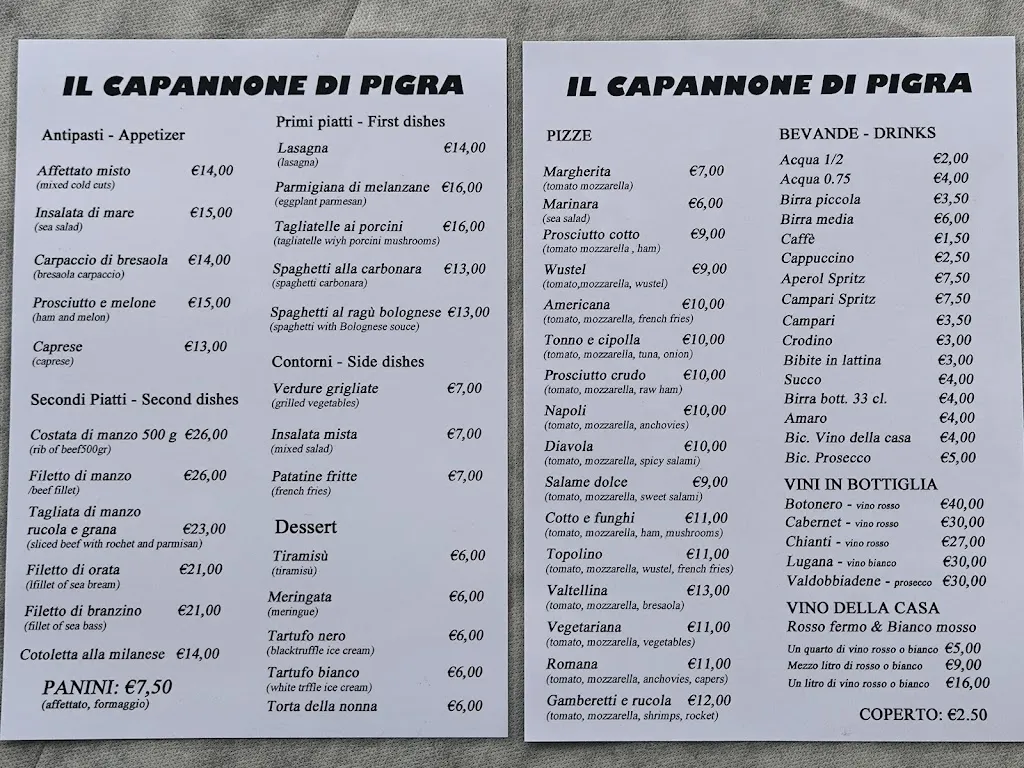 IL CAPANNONE DI PIGRA
Antipasti - Appetizer
Affettato misto €14,00
(mixed cold cuts)
Insalata di mare €15,00
(sea salad)
Carpaccio di bresaola €14,00
(bresaola carpaccio)
Prosciutto e melone €15,00
(ham and melon)
Caprese €13,00
(caprese)
Secondi Piatti - Second dishes
Costata di manzo 500 g €26,00
(rib of beef500gr)
Filetto di manzo €26,00
/beef fillet)
Tagliata di manzo
rucola e grana €23,00
(sliced beef with rochet and parmisan)
Filetto di orata €21,00
(lfillet of sea bream)
Filetto di branzino €21,00
(fillet of sea bass)
Cotoletta alla milanese €14,00
PANINI: €7,50
(affettato, formaggio)
Primi piatti - First dishes
Lasagna €14,00
(lasagna)
Parmigiana di melanzane €16,00
(eggplant parmesan)
Tagliatelle ai porcini €16,00
(tagliatelle wiyh porcini mushrooms)
Spaghetti alla carbonara €13,00
(spaghetti carbonara)
Spaghetti al ragù bolognese €13,00
(spaghetti with Bolognese souce)
Contorni - Side dishes
Verdure grigliate €7,00
(grilled vegetables)
Insalata mista €7,00
(mixed salad)
Patatine fritte €7,00
(french fries)
Dessert
Tiramisù €6,00
(tiramisù)
Meringata €6,00
(meringue)
Tartufo nero €6,00
(blacktruffle ice cream)
Tartufo bianco €6,00
(white trffle ice cream)
Torta della nonna €6,00
IL CAPANNONE DI PIGRA
PIZZE
Margherita €7,00
(tomato mozzarella)
Marinara €6,00
(sea salad)
Prosciutto cotto €9,00
(tomato mozzarella , ham)
Wustel €9,00
(tomato,mozzarella, wustel)
Americana €10,00
(tomato, mozzarella, french fries)
Tonno e cipolla €10,00
(tomato, mozzarella, tuna, onion)
Prosciutto crudo €10,00
(tomato, mozzarella, raw ham)
Napoli €10,00
(tomato, mozzarella, anchovies)
Diavola €10,00
(tomato, mozzarella, spicy salami)
Salame dolce €9,00
(tomato, mozzarella, sweet salami)
Cotto e funghi €11,00
(tomato, mozzarella, ham, mushrooms)
Topolino €11,00
(tomato, mozzarella, wustel, french fries)
Valtellina €13,00
(tomato, mozzarella, bresaola)
Vegetariana €11,00
(tomato, mozzarella, vegetables)
Romana €11,00
(tomato, mozzarella, anchovies, capers)
Gamberetti e rucola €12,00
(tomato, mozzarella, shrimps, rocket)
BEVANDE - DRINKS
Acqua 1/2 €2,00
Acqua 0.75 €4,00
Birra piccola €3,50
Birra media €6,00
Caffè €1,50
Cappuccino €2,50
Aperol Spritz €7,50
Campari Spritz €7,50
Campari €3,50
Crodino €3,00
Bibite in lattina €3,00
Succo €4,00
Birra bott. 33 cl. €4,00
Amaro €4,00
Bic. Vino della casa €4,00
Bic. Prosecco €5,00
VINI IN BOTTIGLIA
Botonero - vino rosso €40,00
Cabernet - vino rosso €30,00
Chianti - vino rosso €27,00
Lugana - vino bianco €30,00
Valdobbiadene - prosecco €30,00
VINO DELLA CASA
Rosso fermo & Bianco mosso
Un quarto di vino rosso o bianco €5,00
Mezzo litro di rosso o bianco €9,00
Un litro di vino rosso o bianco €16,00
COPERTO: €2.50